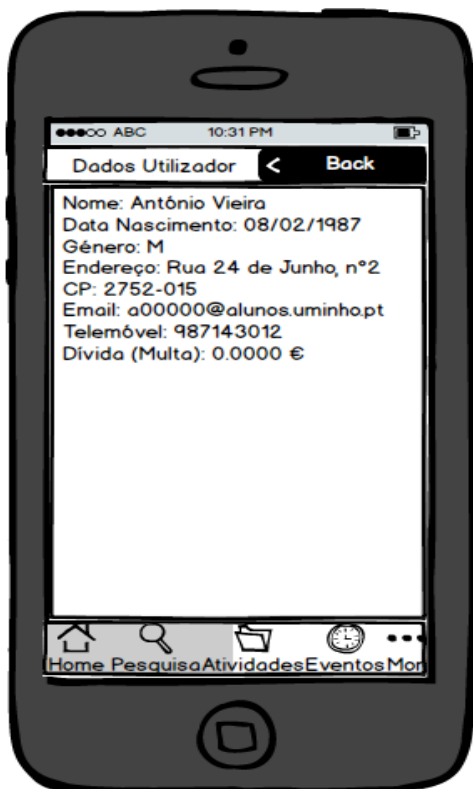 ABC 10:31 PM
Dados Utilizador < Back
Nome: António Vieira
Data Nascimento: 08/02/1987
Género: M
Endereço: Rua 24 de Junho, nº2
CP: 2752-015
Email: a00000@alunos.uminho.pt
Telemóvel: 987143012
Dívida (Multa): 0.0000 €
Home Pesquisa Atividades Eventos Mor